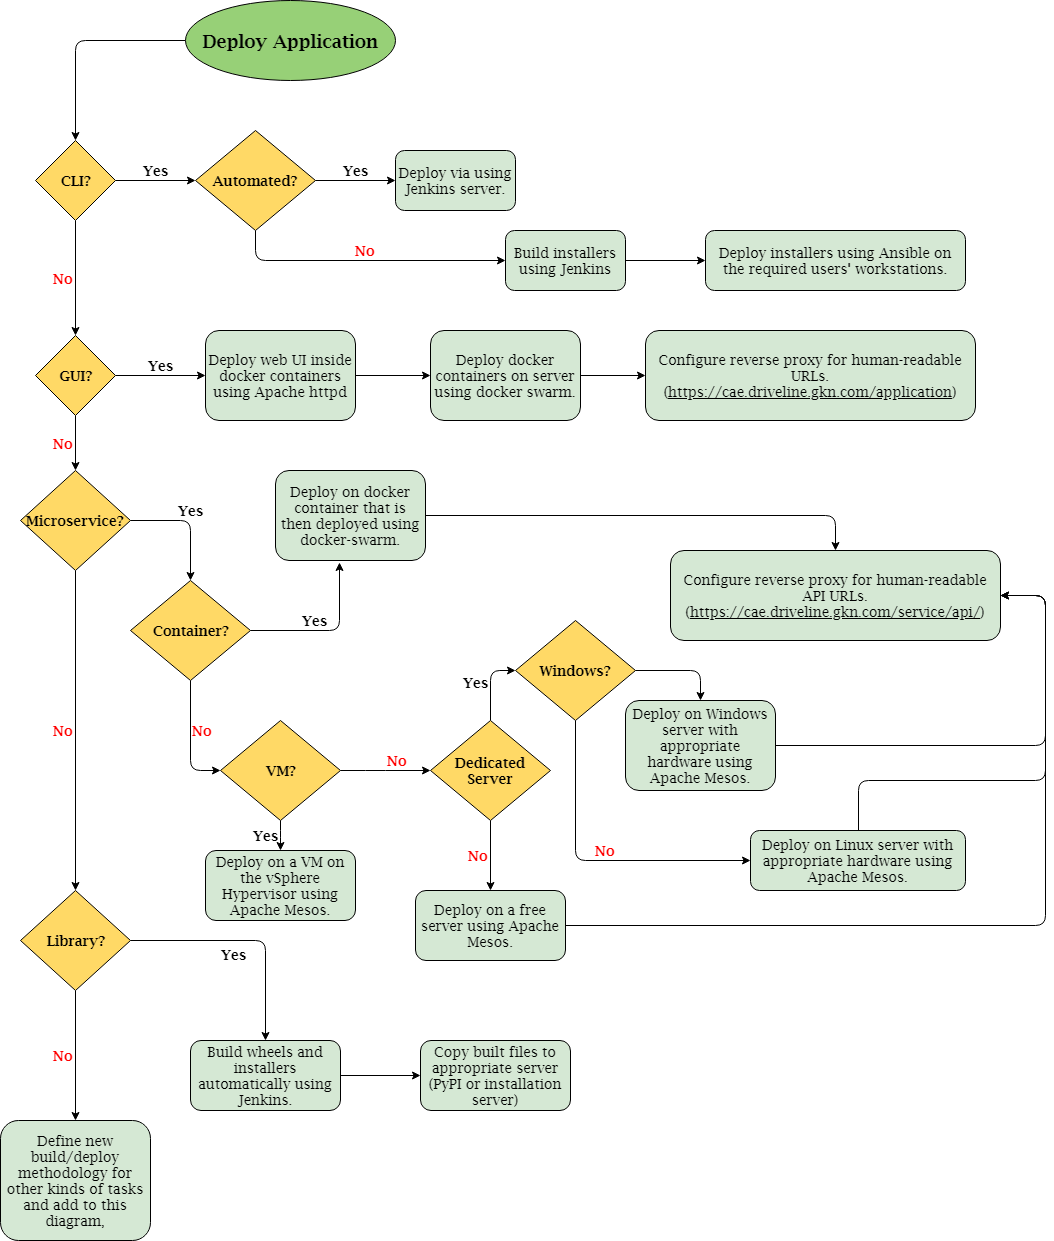 Deploy Application
CLI?
Yes
Automated?
Yes
Deploy via using
Jenkins server.
No
Build installers
using Jenkins
Deploy installers using Ansible on
the required users' workstations.
No
GUI?
Yes
Deploy web UI inside
docker containers
using Apache httpd
Deploy docker
containers on server
using docker swarm.
Configure reverse proxy for human-readable
URLs.
(https://cae.driveline.gkn.com/application)
No
Microservice?
Yes
Deploy on docker
container that is
then deployed using
docker-swarm.
Configure reverse proxy for human-readable
API URLs.
(https://cae.driveline.gkn.com/service/api/)
Container?
Yes
No
VM?
No
Yes
Deploy on a VM on
the vSphere
Hypervisor using
Apache Mesos.
Dedicated
Server
Yes
Windows?
Deploy on Windows
server with
appropriate
hardware using
Apache Mesos.
No
Deploy on Linux server with
appropriate hardware using
Apache Mesos.
No
Deploy on a free
server using Apache
Mesos.
No
Library?
Yes
Build wheels and
installers
automatically using
Jenkins.
Copy built files to
appropriate server
(PyPI or installation
server)
No
Define new
build/deploy
methodology for
other kinds of tasks
and add to this
diagram,